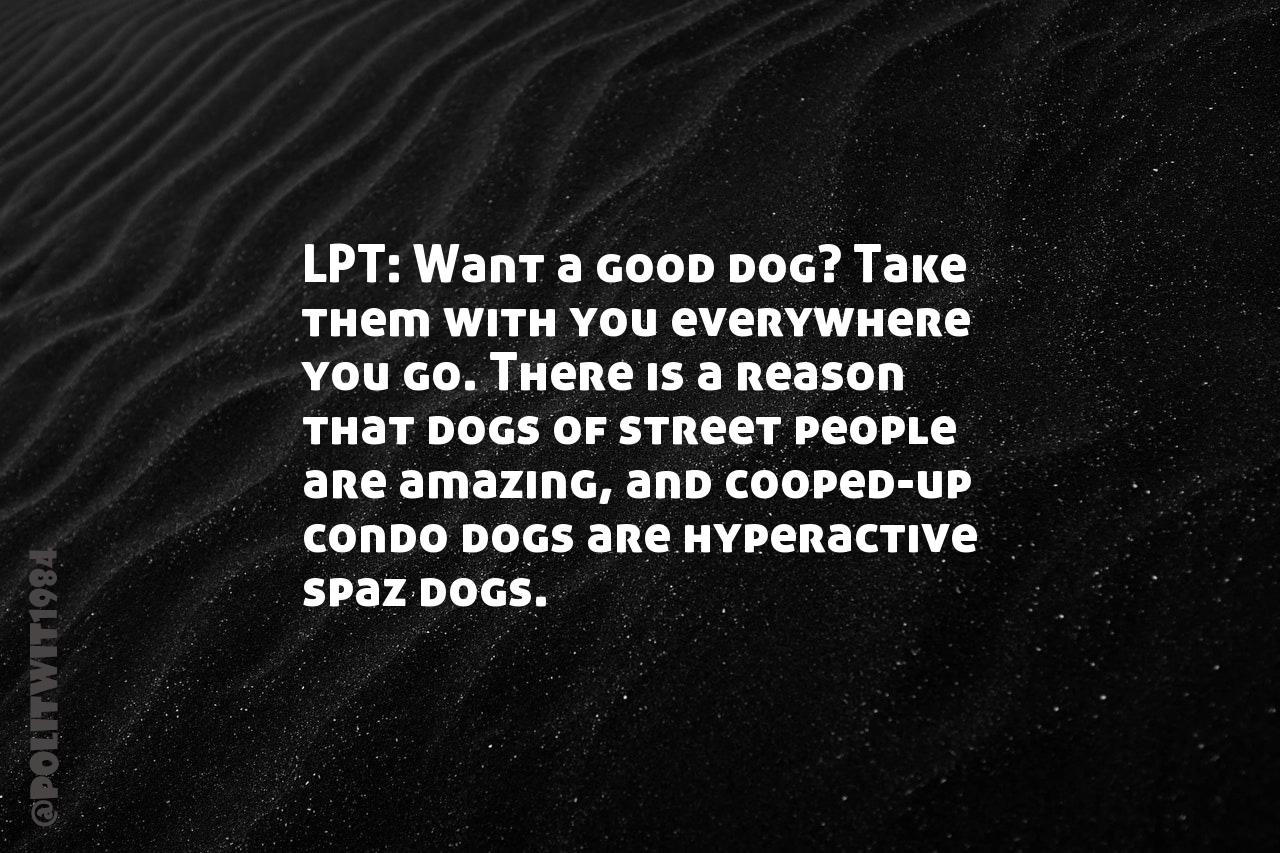 LPT: Want a good dog? Take
them with you everywhere
you go. There is a reason
that dogs of street people
are amazing, and cooped-up
condo dogs are hyperactive
spaz dogs.
@politwit1984